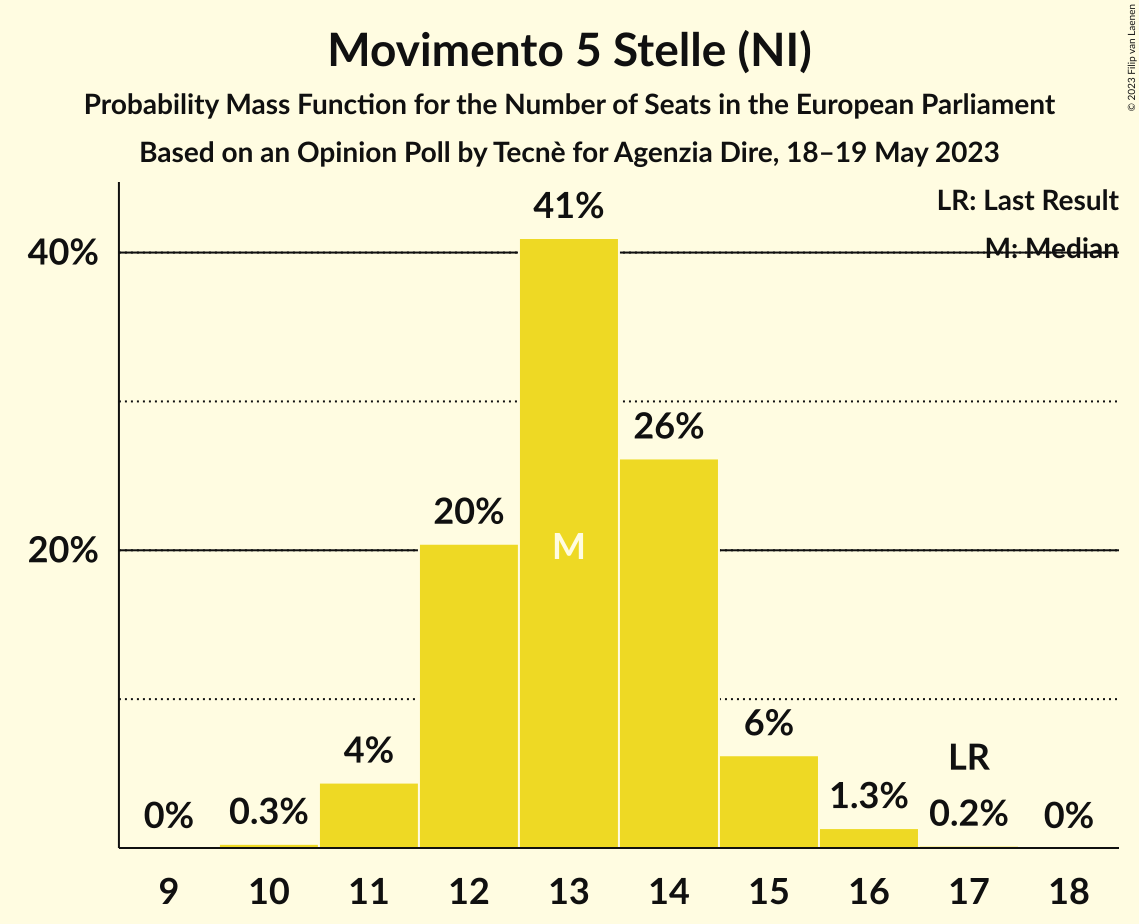 Movimento 5 Stelle (NI)
Probability Mass Function for the Number of Seats in the European Parliament
Based on an Opinion Poll by Tecnè for Agenzia Dire, 18–19 May 2023
© 2023 Filip van Laenen
LR: Last Result
M: Median
40%
20%
41%
26%
20%
M
6%
4%
LR
1.3%
0%
0.3%
0.2%
0%
9 10 11 12 13 14 15 16 17 18